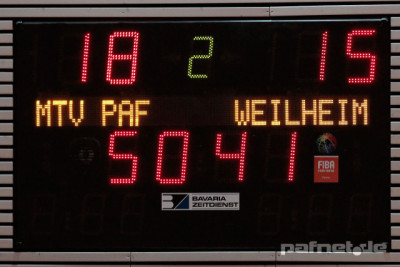 18 2 15
MTV PAF WEILHEIM
50 41
FIBA
BAVARIA
ZEITDIENST
pafnet.de